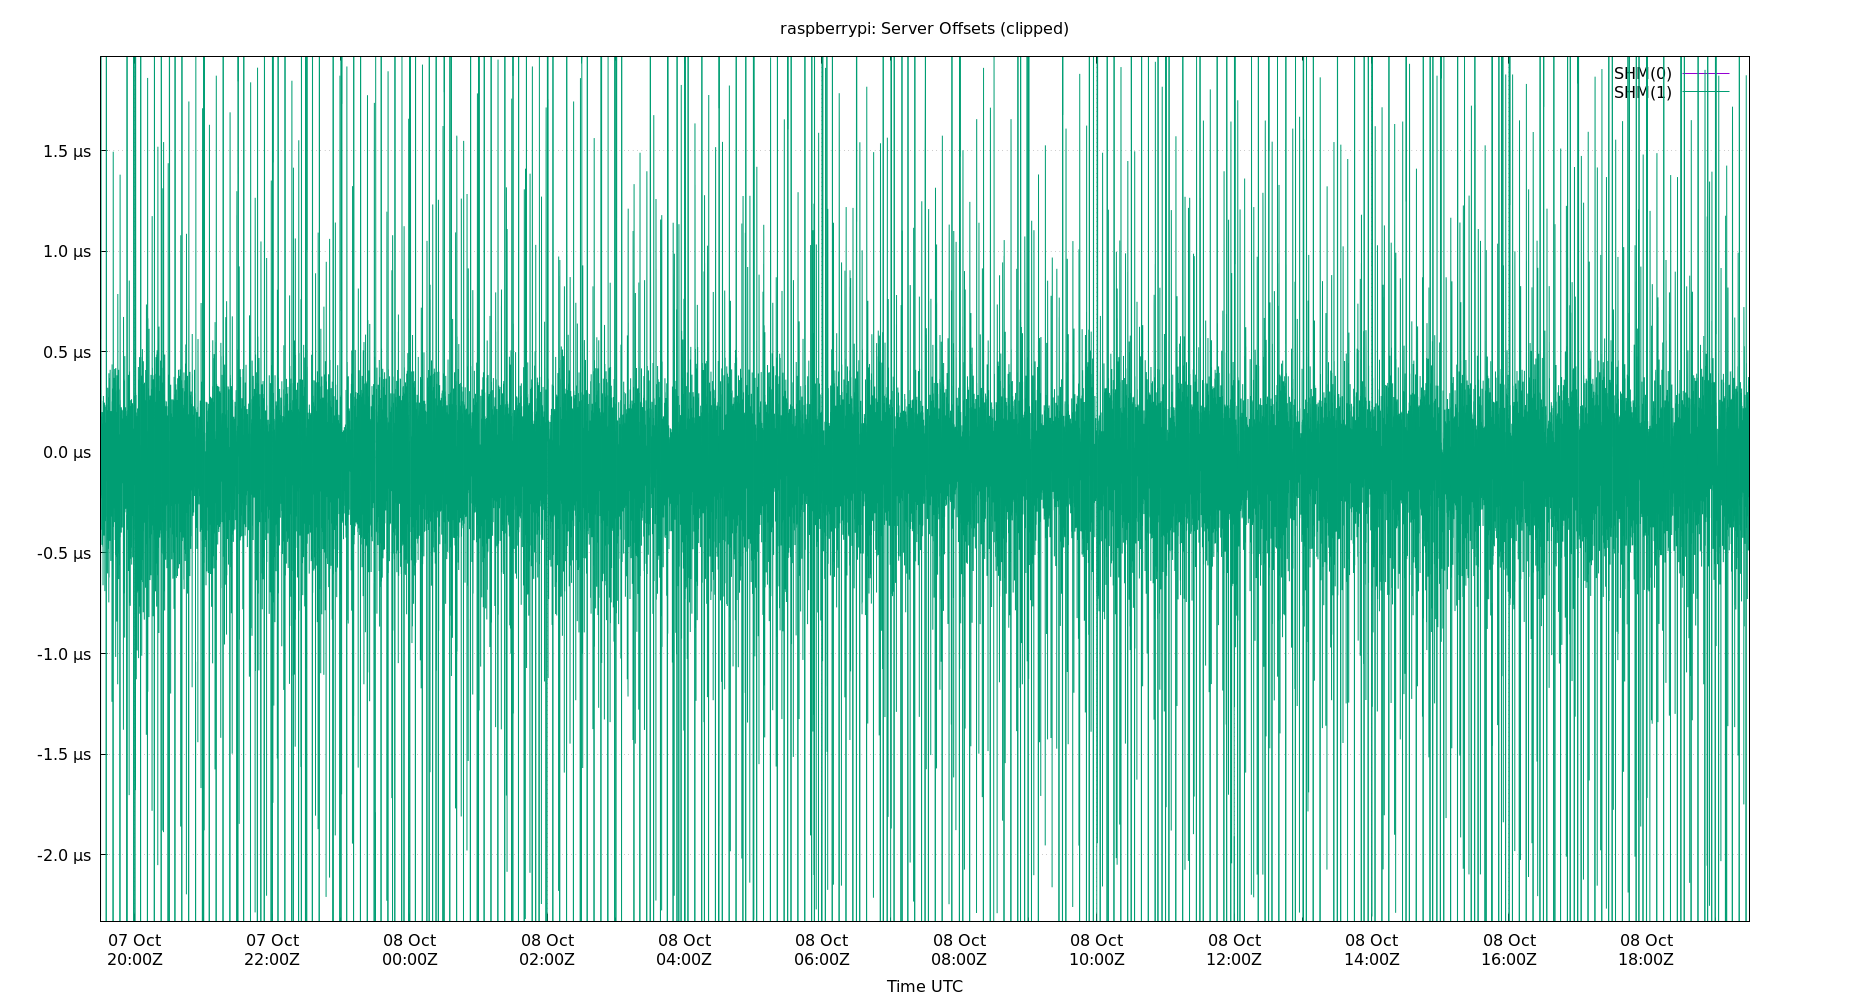 raspberrypi: Server Offsets (clipped)
SHM(0)
SHM(1)
1.5 μs
1.0 μs
0.5 μs
0.0 μs
-0.5 μs
-1.0 μs
-1.5 μs
-2.0 μs
07 Oct 07 Oct 08 Oct 08 Oct 08 Oct 08 Oct 08 Oct 08 Oct 08 Oct 08 Oct 08 Oct 08 Oct
20:00Z 22:00Z 00:00Z 02:00Z 04:00Z 06:00Z 08:00Z 10:00Z 12:00Z 14:00Z 16:00Z 18:00Z
Time UTC